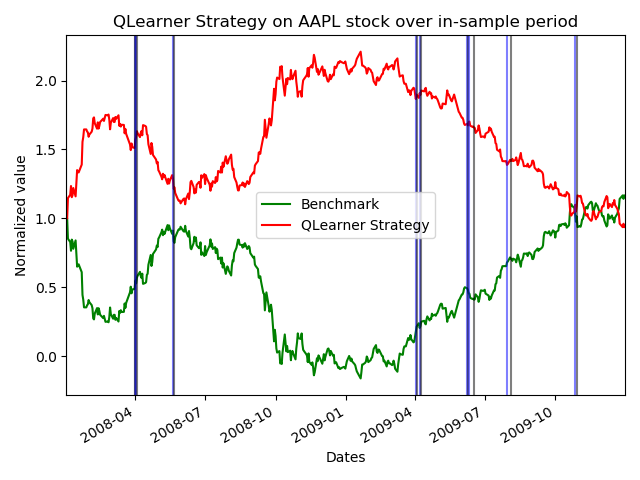 QLearner Strategy on AAPL stock over in-sample period
Normalized value
2.0
1.5
1.0
0.5
0.0
Benchmark
QLearner Strategy
2008-04
2008-07
2008-10
2009-01
2009-04
2009-07
2009-10
Dates